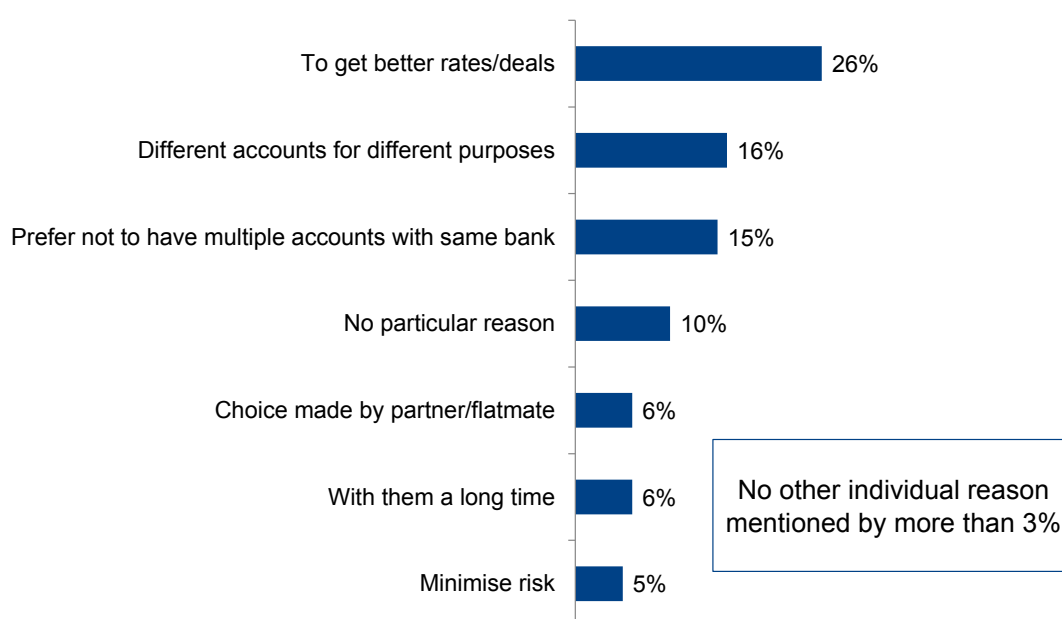 To get better rates/deals 26%
Different accounts for different purposes 16%
Prefer not to have multiple accounts with same bank 15%
No particular reason 10%
Choice made by partner/flatmate 6%
With them a long time 6%
No other individual reason
mentioned by more than 3%
Minimise risk 5%